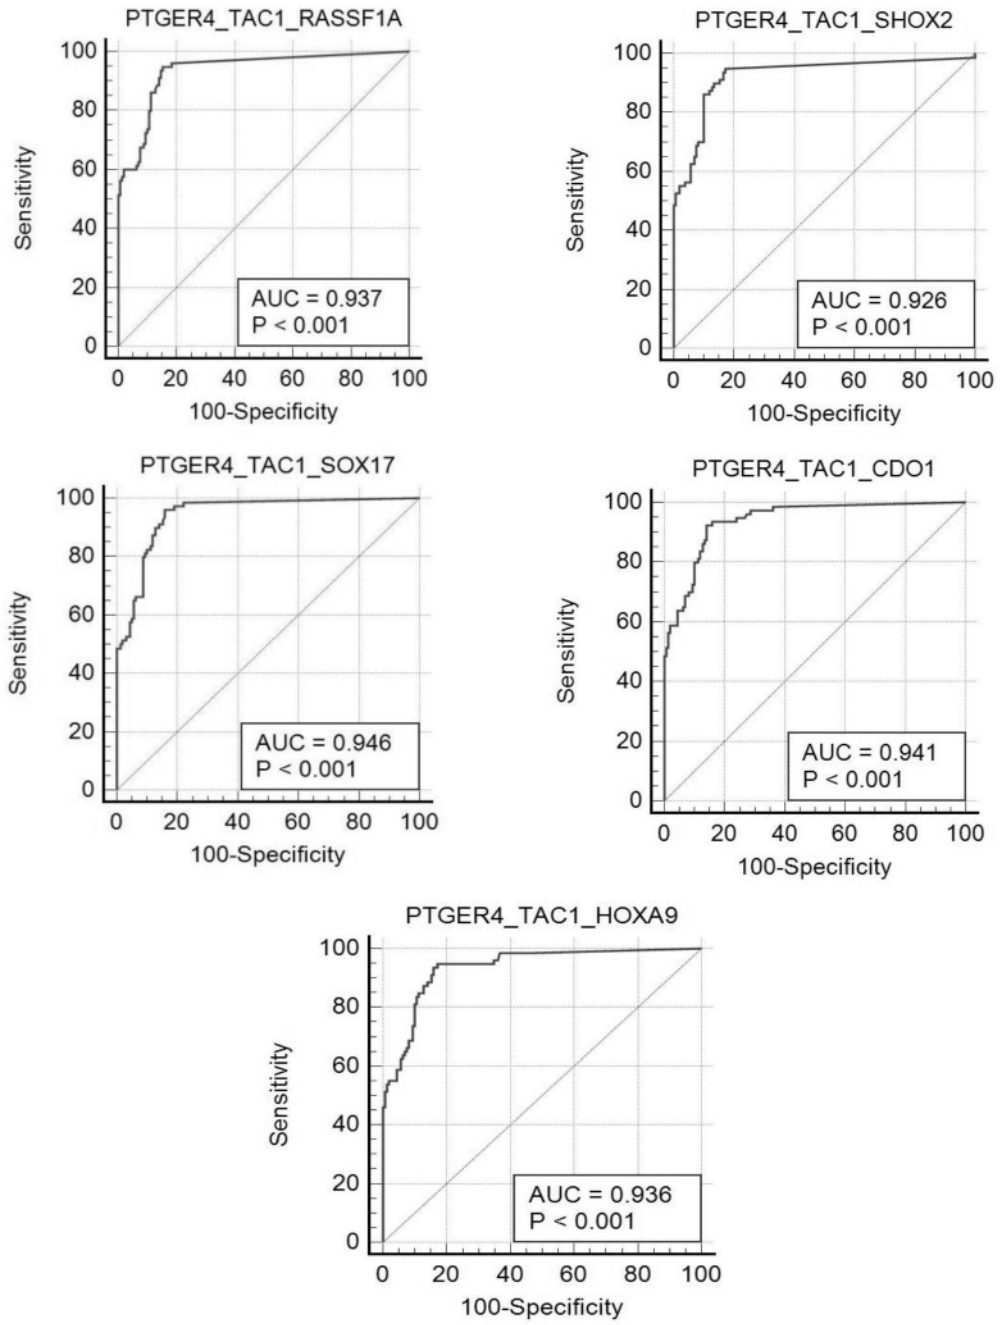 PTGER4_TAC1_RASSF1A
100
80
60
40
20
0
Sensitivity
AUC = 0.937
P < 0.001
0 20 40 60 80 100
100-Specificity
PTGER4_TAC1_SHOX2
100
80
60
40
20
0
Sensitivity
AUC = 0.926
P < 0.001
0 20 40 60 80 100
100-Specificity
PTGER4_TAC1_SOX17
100
80
60
40
20
0
Sensitivity
AUC = 0.946
P < 0.001
0 20 40 60 80 100
100-Specificity
PTGER4_TAC1_CDO1
100
80
60
40
20
0
Sensitivity
AUC = 0.941
P < 0.001
0 20 40 60 80 100
100-Specificity
PTGER4_TAC1_HOXA9
100
80
60
40
20
0
Sensitivity
AUC = 0.936
P < 0.001
0 20 40 60 80 100
100-Specificity